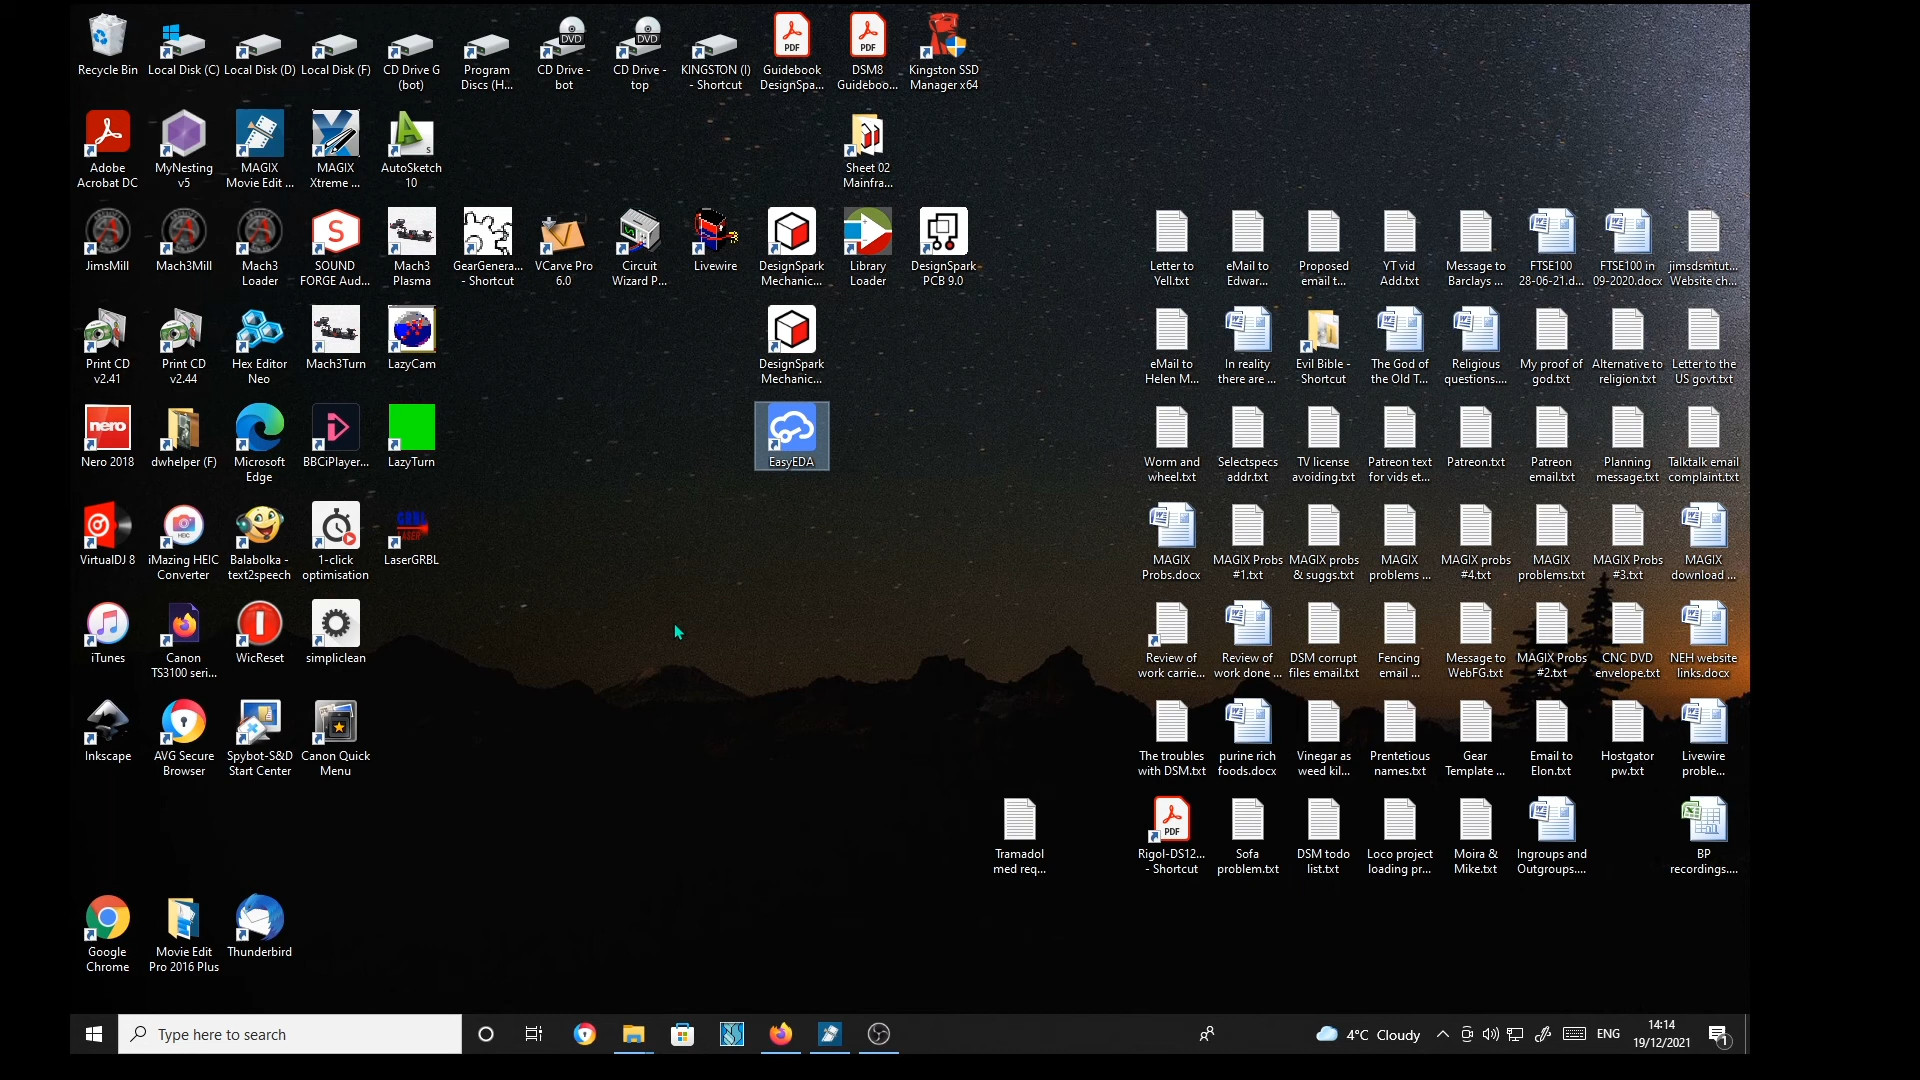 Recycle Bin
Local Disk (C)
Local Disk (D)
Local Disk (F)
CD Drive G
(bot)
Program
Discs (H...
CD Drive -
bot
CD Drive -
top
KINGSTON (I)
- Shortcut
Guidebook
DesignSpa...
DSM8
Guideboo...
Kingston SSD
Manager x64
Adobe
Acrobat DC
MyNesting
v5
MAGIX
Movie Edit ...
MAGIX
Xtreme ...
AutoSketch
10
Sheet 02
Mainfra...
JimsMill
Mach3Mill
Mach3
Loader
SOUND
FORGE Aud...
Mach3
Plasma
GearGenera...
- Shortcut
VCarve Pro
6.0
Circuit
Wizard P...
Livewire
DesignSpark
Mechanic...
Library
Loader
DesignSpark
PCB 9.0
Letter to
Yell.txt
eMail to
Edwar...
Proposed
email t...
YT vid
Add.txt
Message to
Barclays ...
FTSE100
28-06-21.d...
FTSE100 in
09-2020.docx
jimsdsmtut...
Website ch...
Print CD
v2.41
Print CD
v2.44
Hex Editor
Neo
Mach3Turn
LazyCam
DesignSpark
Mechanic...
eMail to
Helen M...
In reality
there are ...
Evil Bible -
Shortcut
The God of
the Old T...
Religious
questions....
My proof of
god.txt
Alternative to
religion.txt
Letter to the
US govt.txt
nero
Nero 2018
dwhelper (F)
Microsoft
Edge
BBCiPlayer...
LazyTurn
EasyEDA
Worm and
wheel.txt
Selectspecs
addr.txt
TV license
avoiding.txt
Patreon text
for vids et...
Patreon.txt
Patreon
email.txt
Planning
message.txt
Talktalk email
complaint.txt
VirtualDJ 8
iMazing HEIC
Converter
Balabolka -
text2speech
1-click
optimisation
LaserGRBL
MAGIX
Probs.docx
MAGIX Probs
#1.txt
MAGIX probs
& suggs.txt
MAGIX
problems ...
MAGIX probs
#4.txt
MAGIX
problems.txt
MAGIX Probs
#3.txt
MAGIX
download ...
iTunes
Canon
TS3100 seri...
WicReset
simpliclean
Review of
work carrie...
Review of
work done ...
DSM corrupt
files email.txt
Fencing
email ...
Message to
WebFG.txt
MAGIX Probs
#2.txt
CNC DVD
envelope.txt
NEH website
links.docx
Inkscape
AVG Secure
Browser
Spybot-S&D
Start Center
Canon Quick
Menu
The troubles
with DSM.txt
purine rich
foods.docx
Vinegar as
weed kil...
Prentetious
names.txt
Gear
Template ...
Email to
Elon.txt
Hostgator
pw.txt
Livewire
proble...
Tramadol
med req...
Rigol-DS12...
- Shortcut
Sofa
problem.txt
DSM todo
list.txt
Loco project
loading pr...
Moira &
Mike.txt
Ingroups and
Outgroups....
BP
recordings....
Google
Chrome
Movie Edit
Pro 2016 Plus
Thunderbird
Type here to search
4°C Cloudy
ENG
14:14
19/12/2021
1